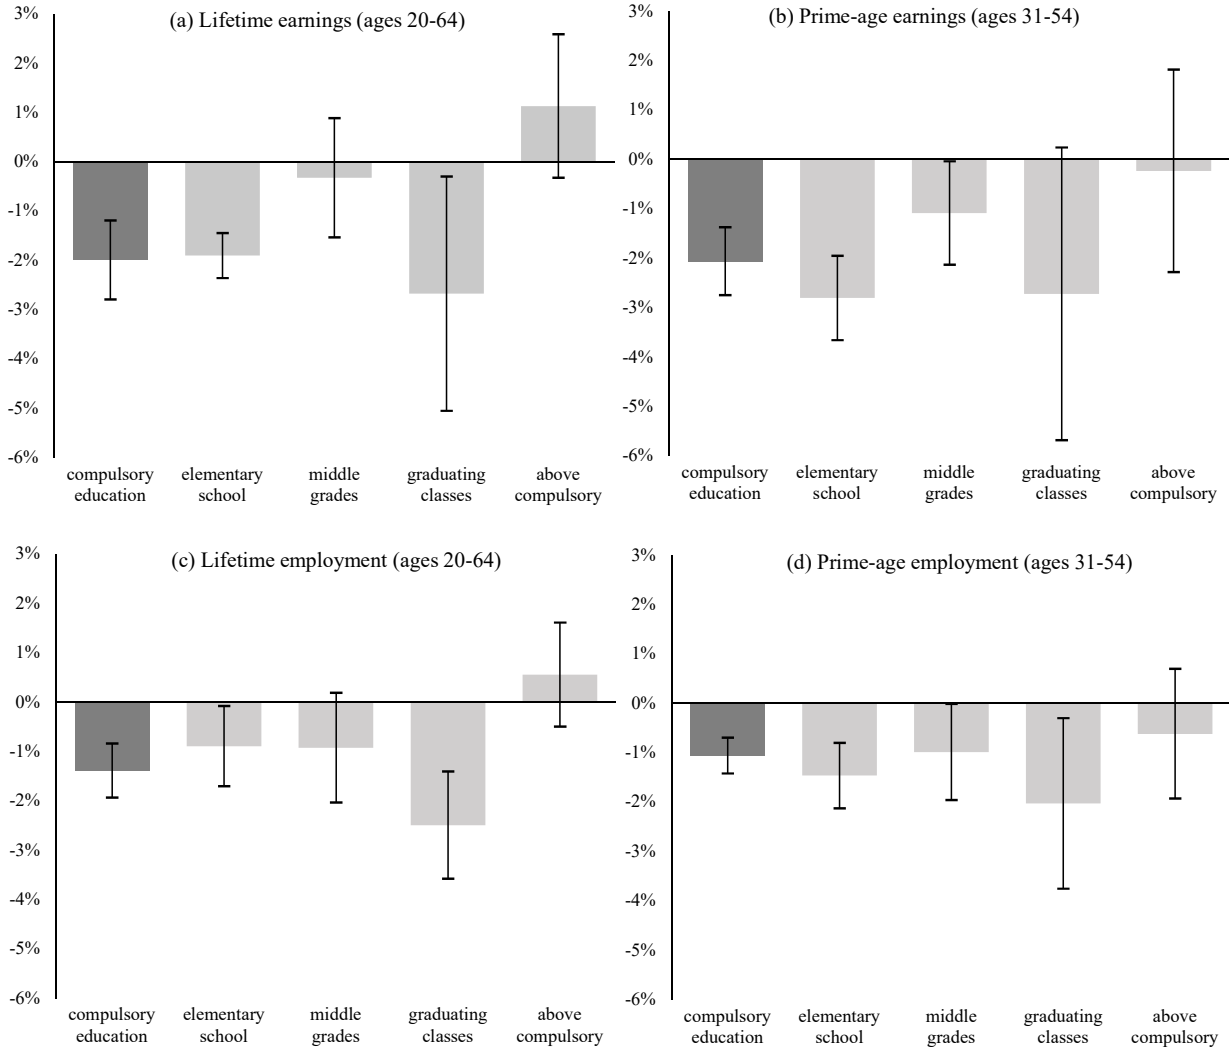 (a) Lifetime earnings (ages 20-64)
3%
2%
1%
0%
-1%
-2%
-3%
-4%
-5%
-6%
compulsory
education
elementary
school
middle
grades
graduating
classes
above
compulsory
(b) Prime-age earnings (ages 31-54)
3%
2%
1%
0%
-1%
-2%
-3%
-4%
-5%
-6%
compulsory
education
elementary
school
middle
grades
graduating
classes
above
compulsory
(c) Lifetime employment (ages 20-64)
3%
2%
1%
0%
-1%
-2%
-3%
-4%
-5%
-6%
compulsory
education
elementary
school
middle
grades
graduating
classes
above
compulsory
(d) Prime-age employment (ages 31-54)
3%
2%
1%
0%
-1%
-2%
-3%
-4%
-5%
-6%
compulsory
education
elementary
school
middle
grades
graduating
classes
above
compulsory